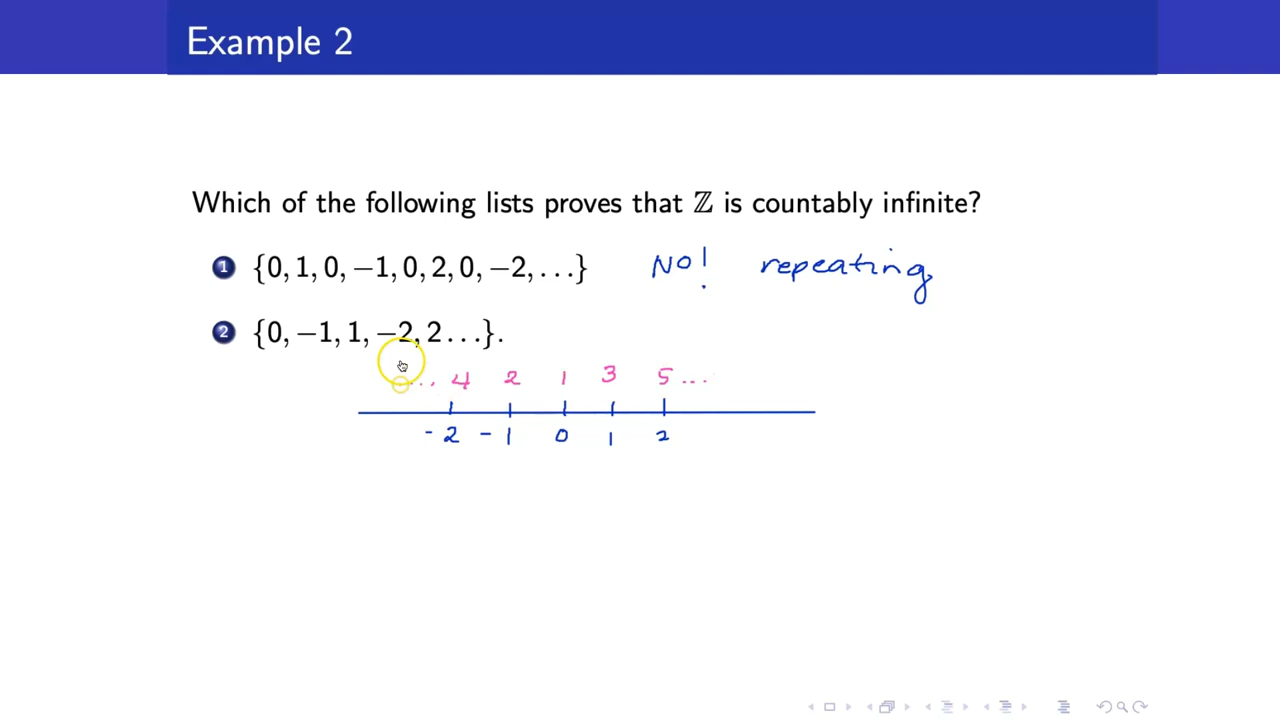 Example 2
Which of the following lists proves that ℤ is countably infinite?
1 {0, 1, 0, −1, 0, 2, 0, −2, . . .} NO! repeating
2 {0, −1, 1, −2, 2 . . .}.
... 4 2 1 3 5 ...
-2 -1 0 1 2